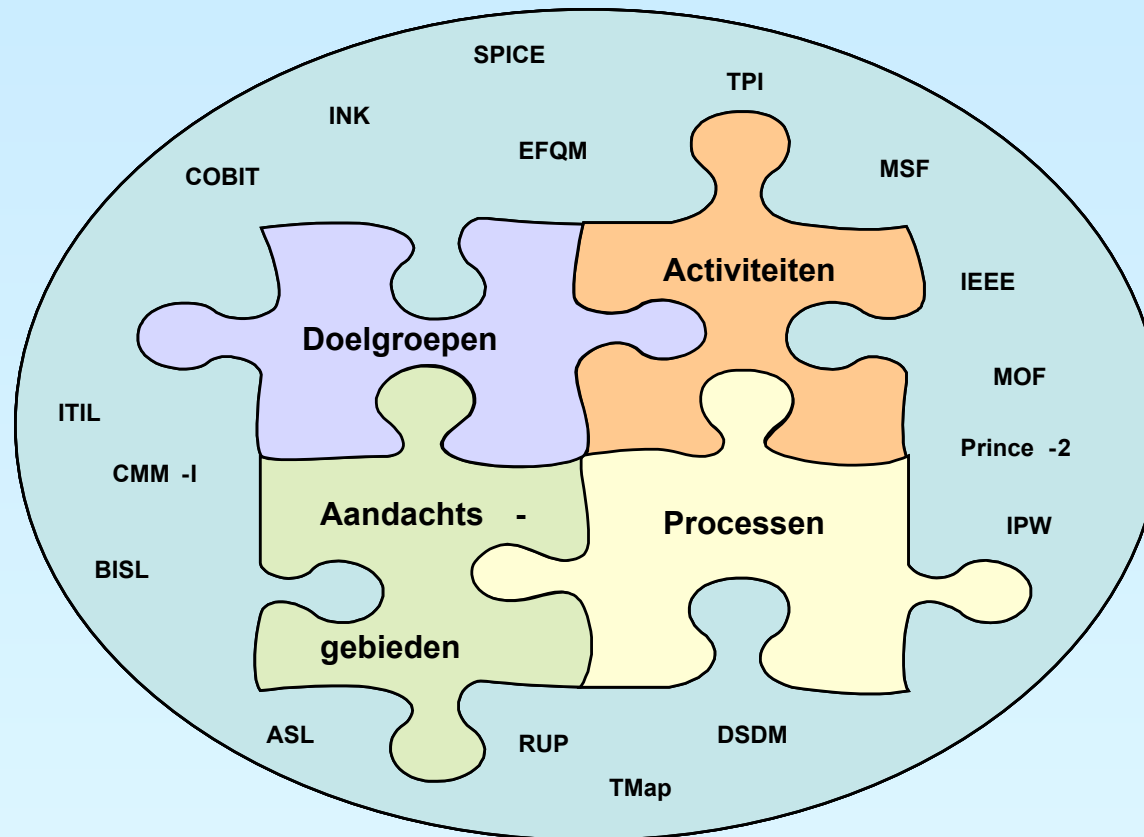 SPICE
TPI
INK
EFQM
MSF
COBIT
Activiteiten
IEEE
Doelgroepen
MOF
ITIL
Prince -2
CMM -I
Aandachts -
Processen
IPW
BISL
gebieden
ASL
RUP
DSDM
TMap